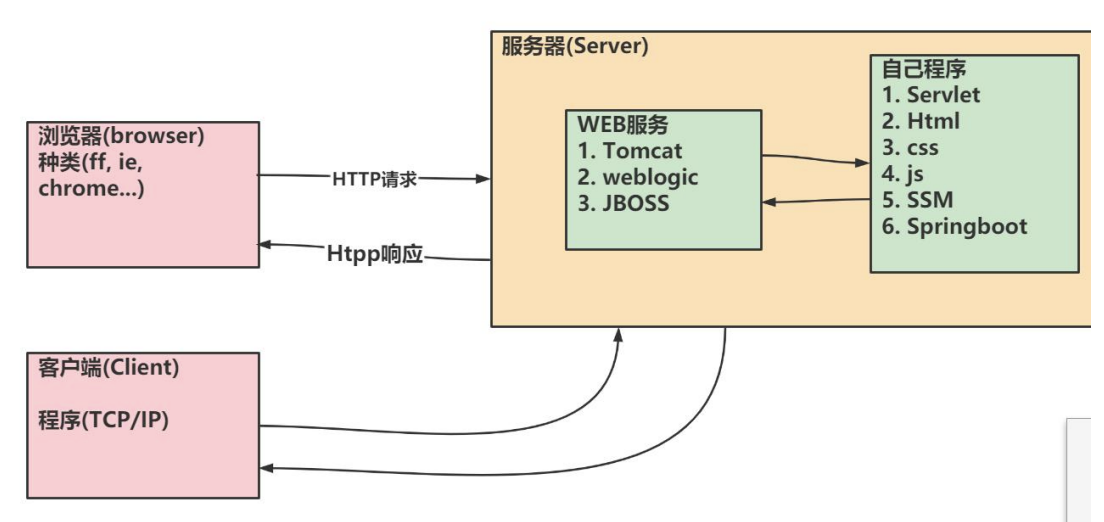 服务器(Server)
自己程序
1. Servlet
2. Html
3. css
4. js
5. SSM
6. Springboot
WEB服务
1. Tomcat
2. weblogic
3. JBOSS
浏览器(browser)
种类(ff, ie,
chrome...)
HTTP请求
Htpp响应
客户端(Client)
程序(TCP/IP)